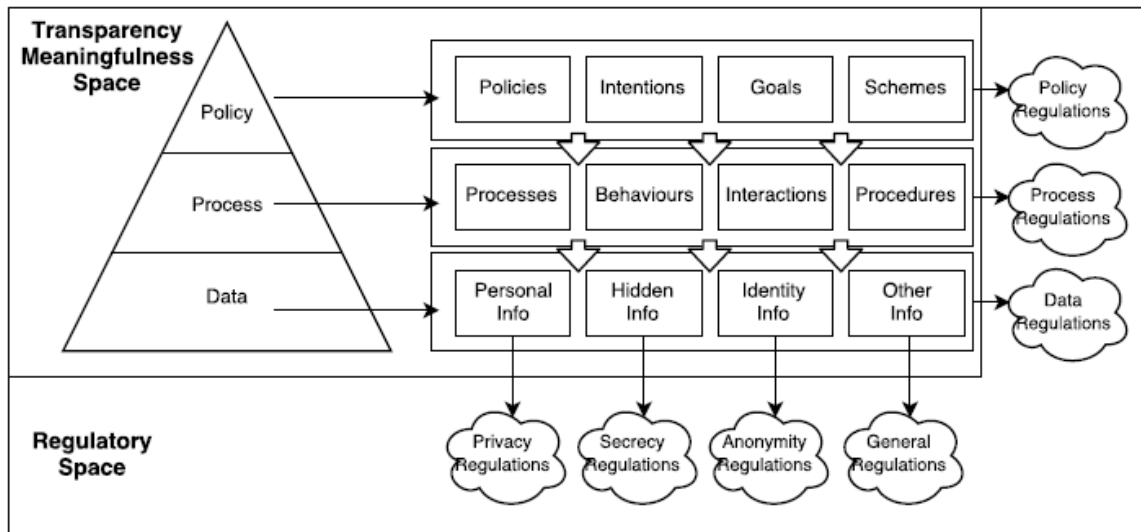 Transparency
Meaningfulness
Space
Policy
Process
Data
Policies
Intentions
Goals
Schemes
Policy
Regulations
Processes
Behaviours
Interactions
Procedures
Process
Regulations
Personal
Info
Hidden
Info
Identity
Info
Other
Info
Data
Regulations
Regulatory
Space
Privacy
Regulations
Secrecy
Regulations
Anonymity
Regulations
General
Regulations